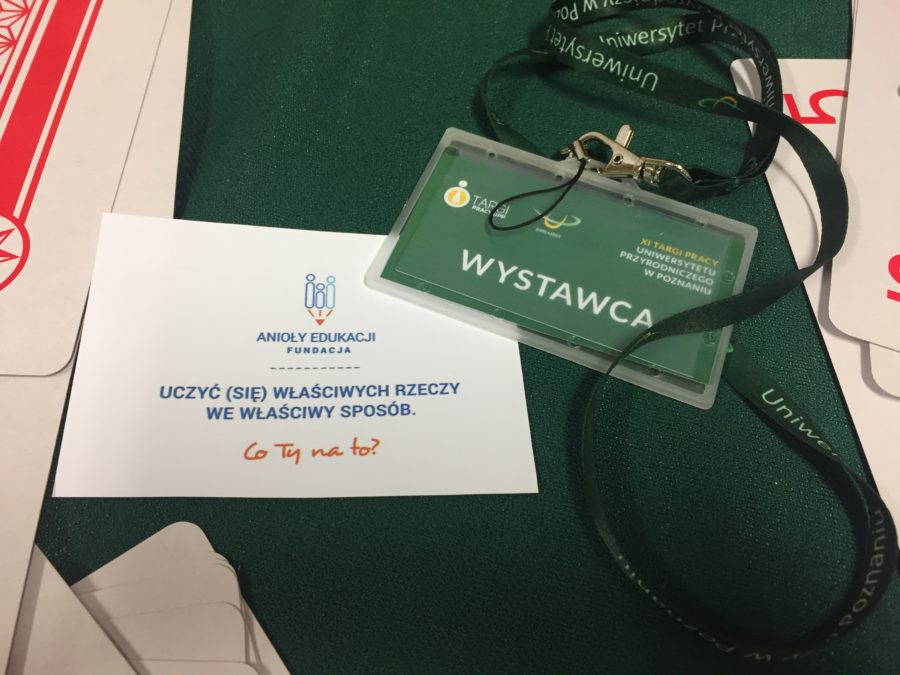 ANIOŁY EDUKACJI
FUNDACJA
UCZYĆ (SIĘ) WŁAŚCIWYCH RZECZY
WE WŁAŚCIWY SPOSÓB.
Co Ty na to?
TARGI
XI TARGI PRACY
UNIWERSYTETU
PRZYRODNICZEGO
W POZNANIU
WYSTAWCA
Uniwersytet
Uniwersytet
Poznaniu